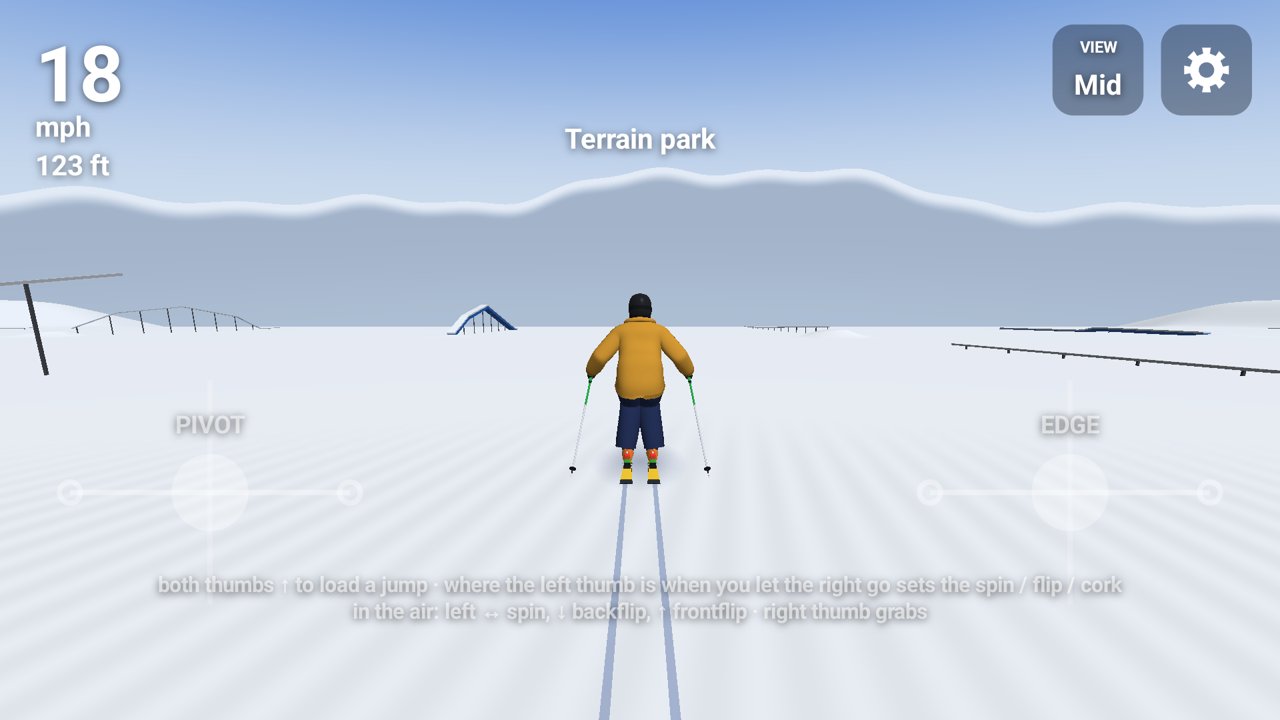 18
mph
123 ft
VIEW
Mid
Terrain park
PIVOT
EDGE
both thumbs ↑ to load a jump · where the left thumb is when you let the right go sets the spin / flip / cork
in the air: left ↔ spin, ↓ backflip, ↑ frontflip · right thumb grabs